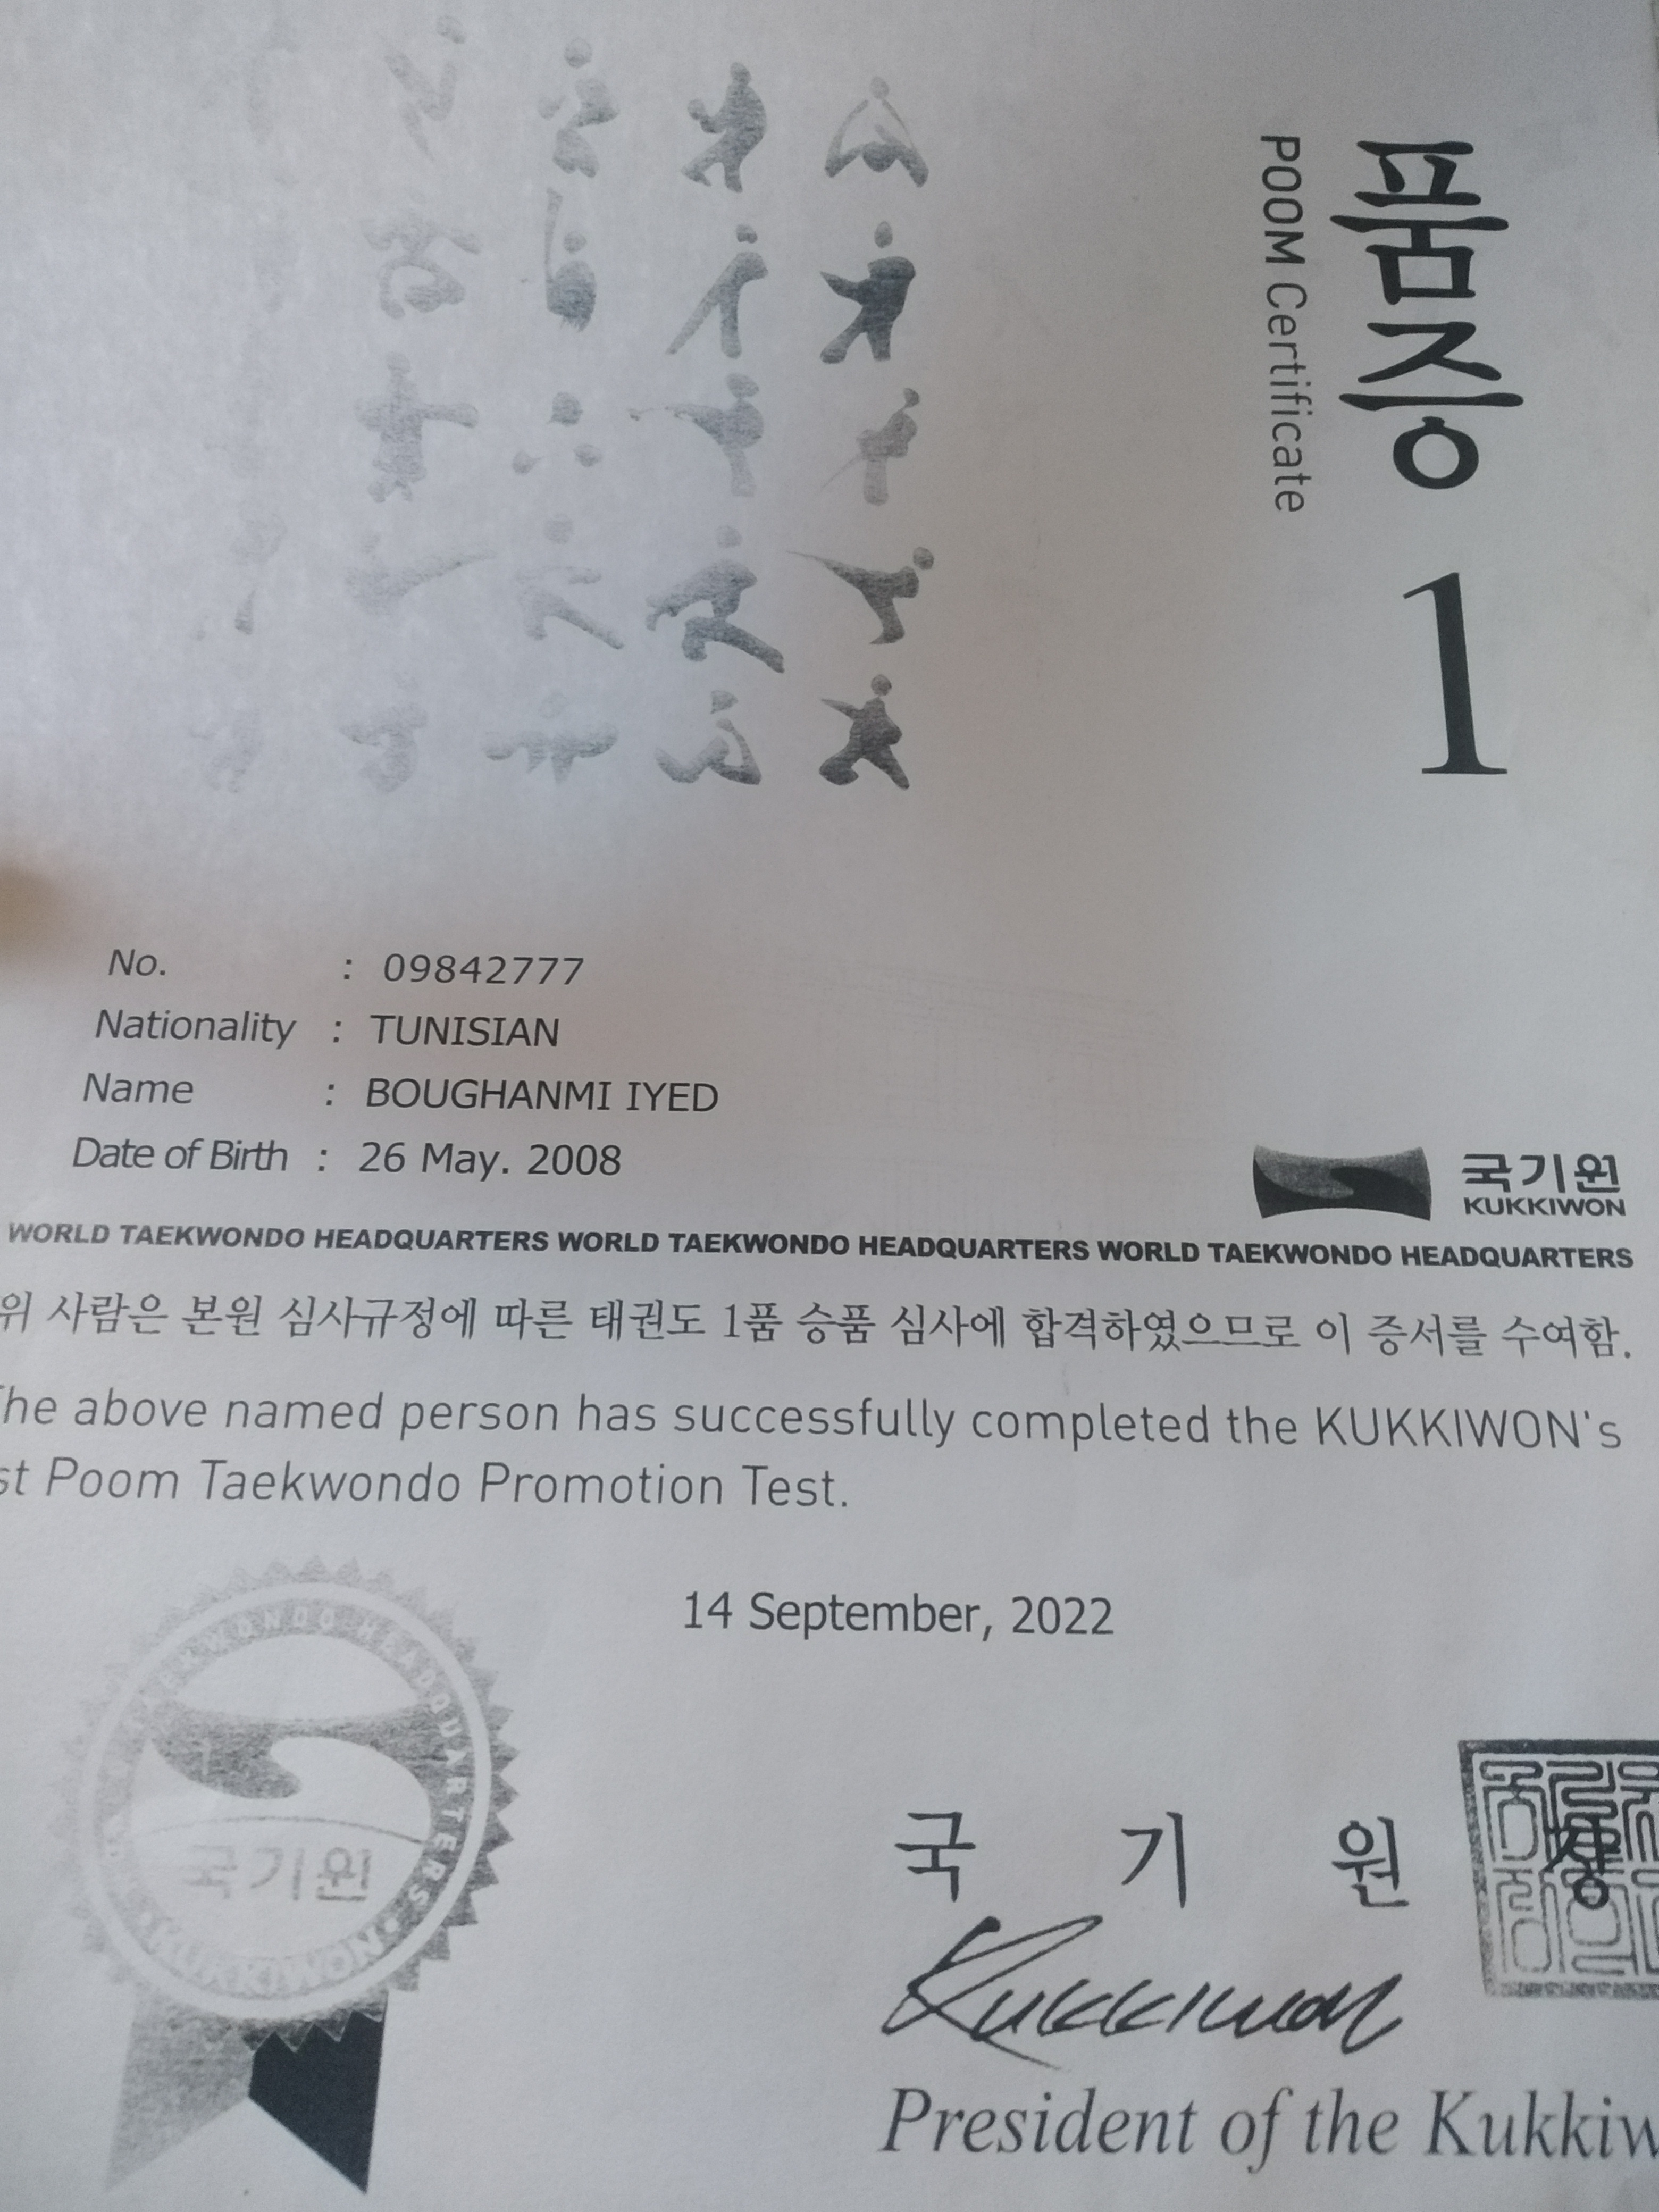 품증 1
POOM Certificate
No. : 09842777
Nationality : TUNISIAN
Name : BOUGHANMI IYED
Date of Birth : 26 May. 2008
국기원
KUKKIWON
WORLD TAEKWONDO HEADQUARTERS WORLD TAEKWONDO HEADQUARTERS WORLD TAEKWONDO HEADQUARTERS
위 사람은 본원 심사규정에 따른 태권도 1품 승품 심사에 합격하였으므로 이 증서를 수여함.
he above named person has successfully completed the KUKKIWON's
st Poom Taekwondo Promotion Test.
14 September, 2022
TAEKWONDO HEADQUARTERS
국기원
KUKKIWON
국 기 원 장
Kukkiwon
President of the Kukkiw